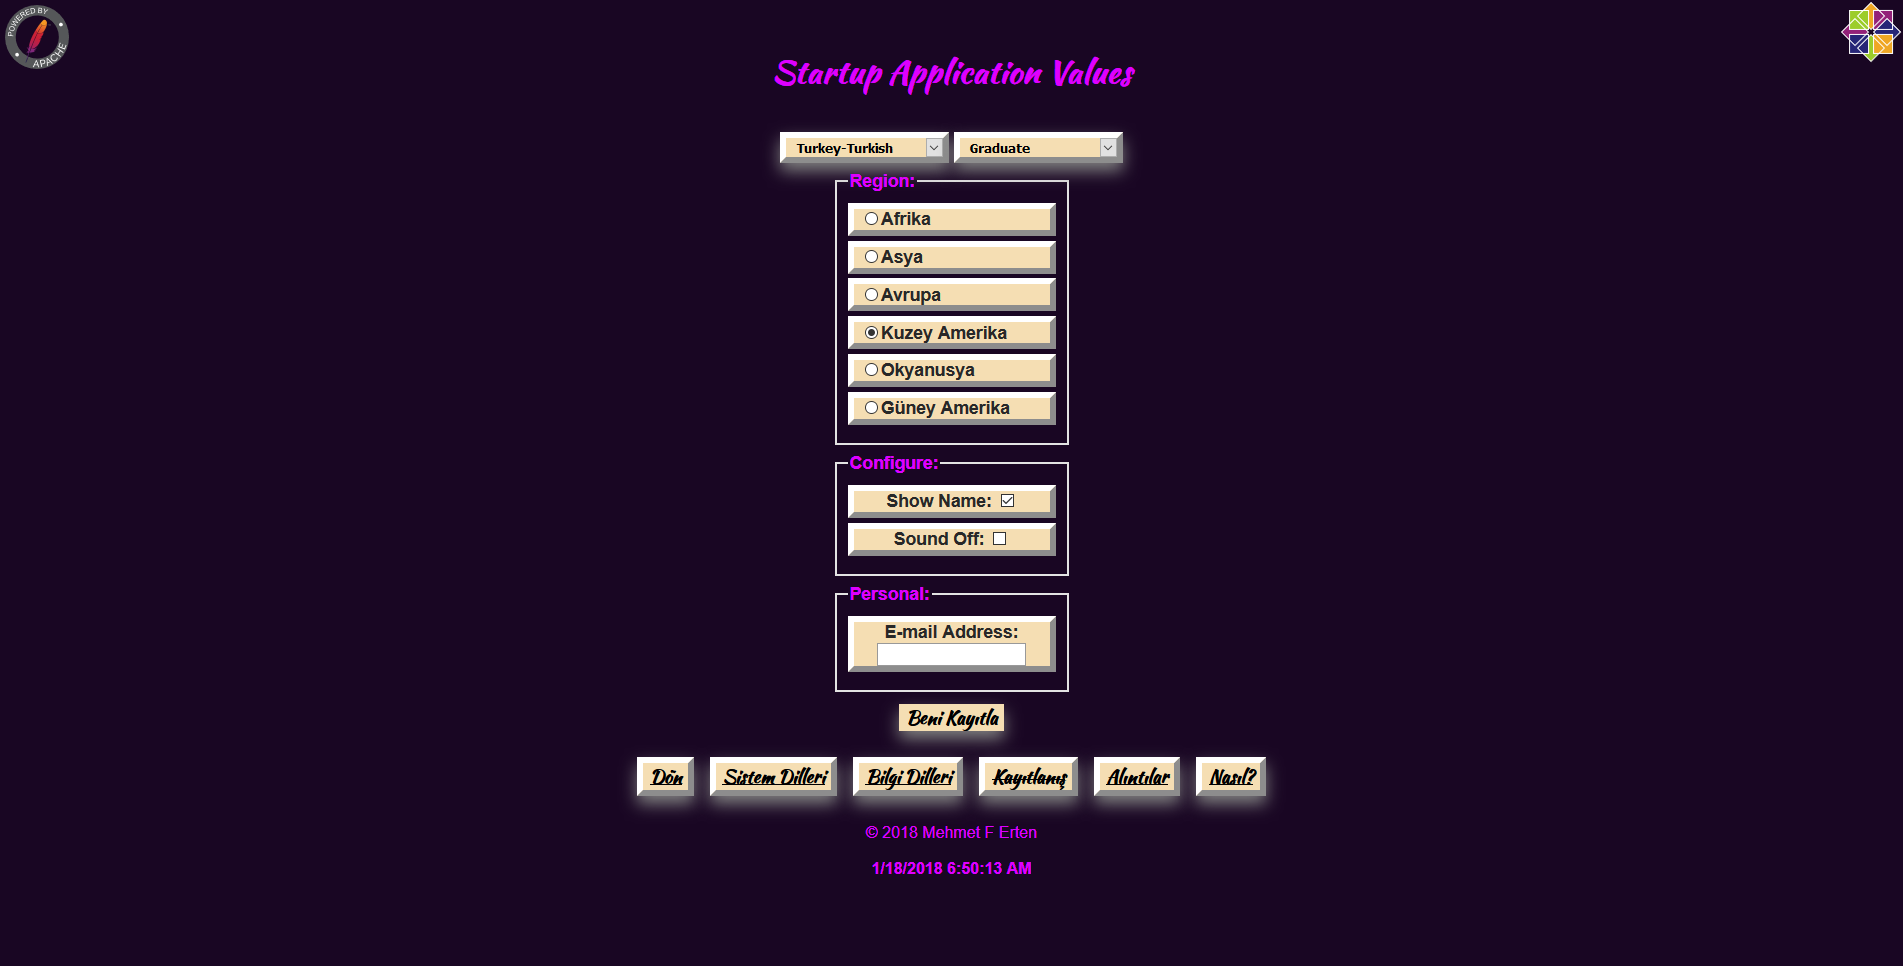 POWERED BY
APACHE
Startup Application Values
Turkey-Turkish Graduate
Region:
Afrika
Asya
Avrupa
Kuzey Amerika
Okyanusya
Güney Amerika
Configure:
Show Name:
Sound Off:
Personal:
E-mail Address:
Beni Kayıtla
Dön Sistem Dilleri Bilgi Dilleri Kayıtlanış Alıntılar Nasıl?
© 2018 Mehmet F Erten
1/18/2018 6:50:13 AM